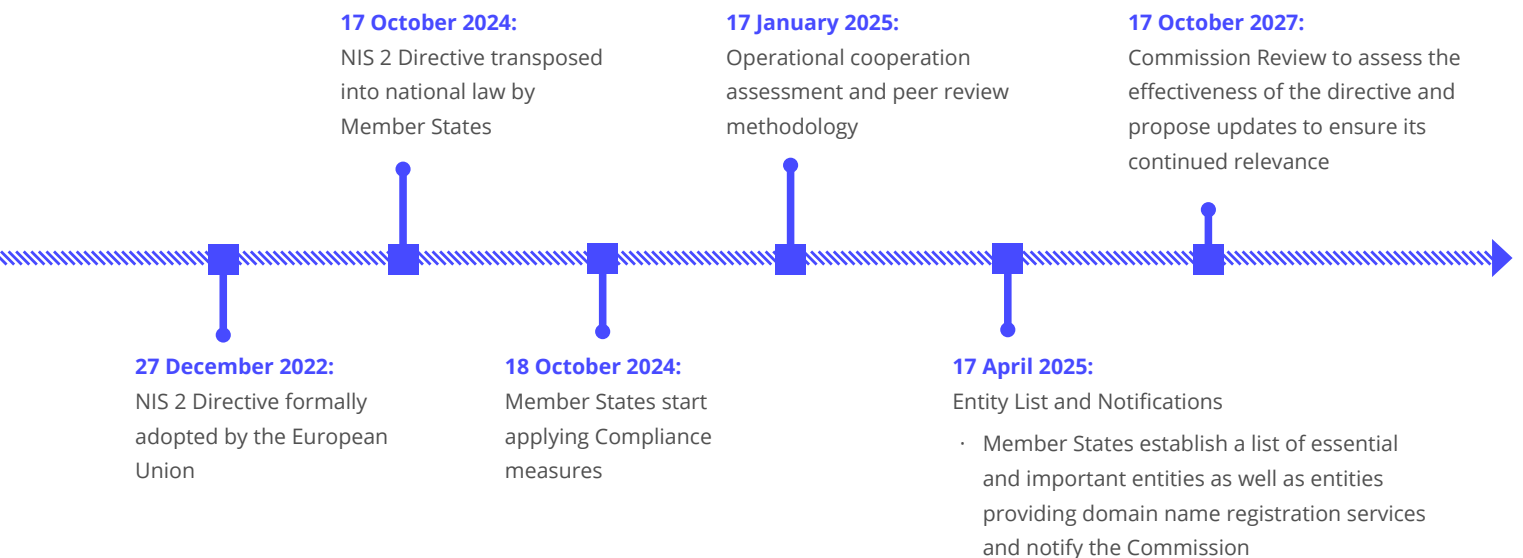 17 October 2024:
NIS 2 Directive transposed
into national law by
Member States
17 January 2025:
Operational cooperation
assessment and peer review
methodology
17 October 2027:
Commission Review to assess the
effectiveness of the directive and
propose updates to ensure its
continued relevance
27 December 2022:
NIS 2 Directive formally
adopted by the European
Union
18 October 2024:
Member States start
applying Compliance
measures
17 April 2025:
Entity List and Notifications
· Member States establish a list of essential
and important entities as well as entities
providing domain name registration services
and notify the Commission